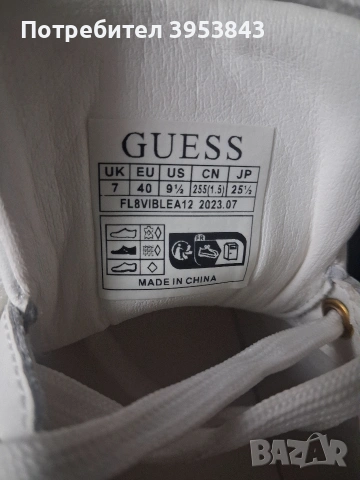 Потребител 3953843
GUESS
UK EU US CN JP
7 40 9½ 255(1.5) 25½
FL8VIBLEA12 2023.07
MADE IN CHINA
BAZAR